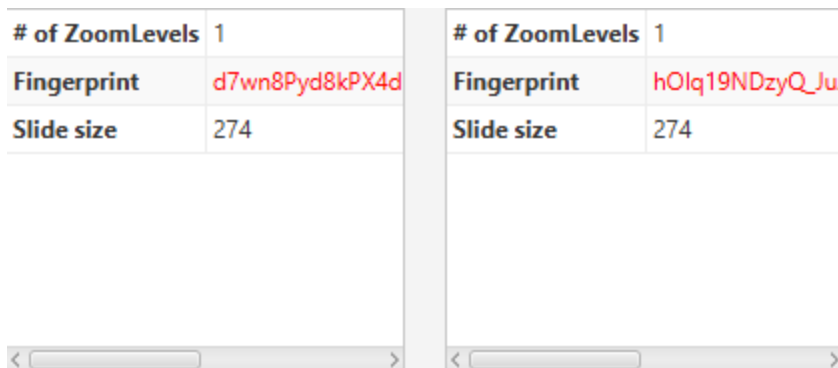 # of ZoomLevels 1
Fingerprint d7wn8Pyd8kPX4d
Slide size 274
# of ZoomLevels 1
Fingerprint hOlq19NDzyQ_Ju
Slide size 274